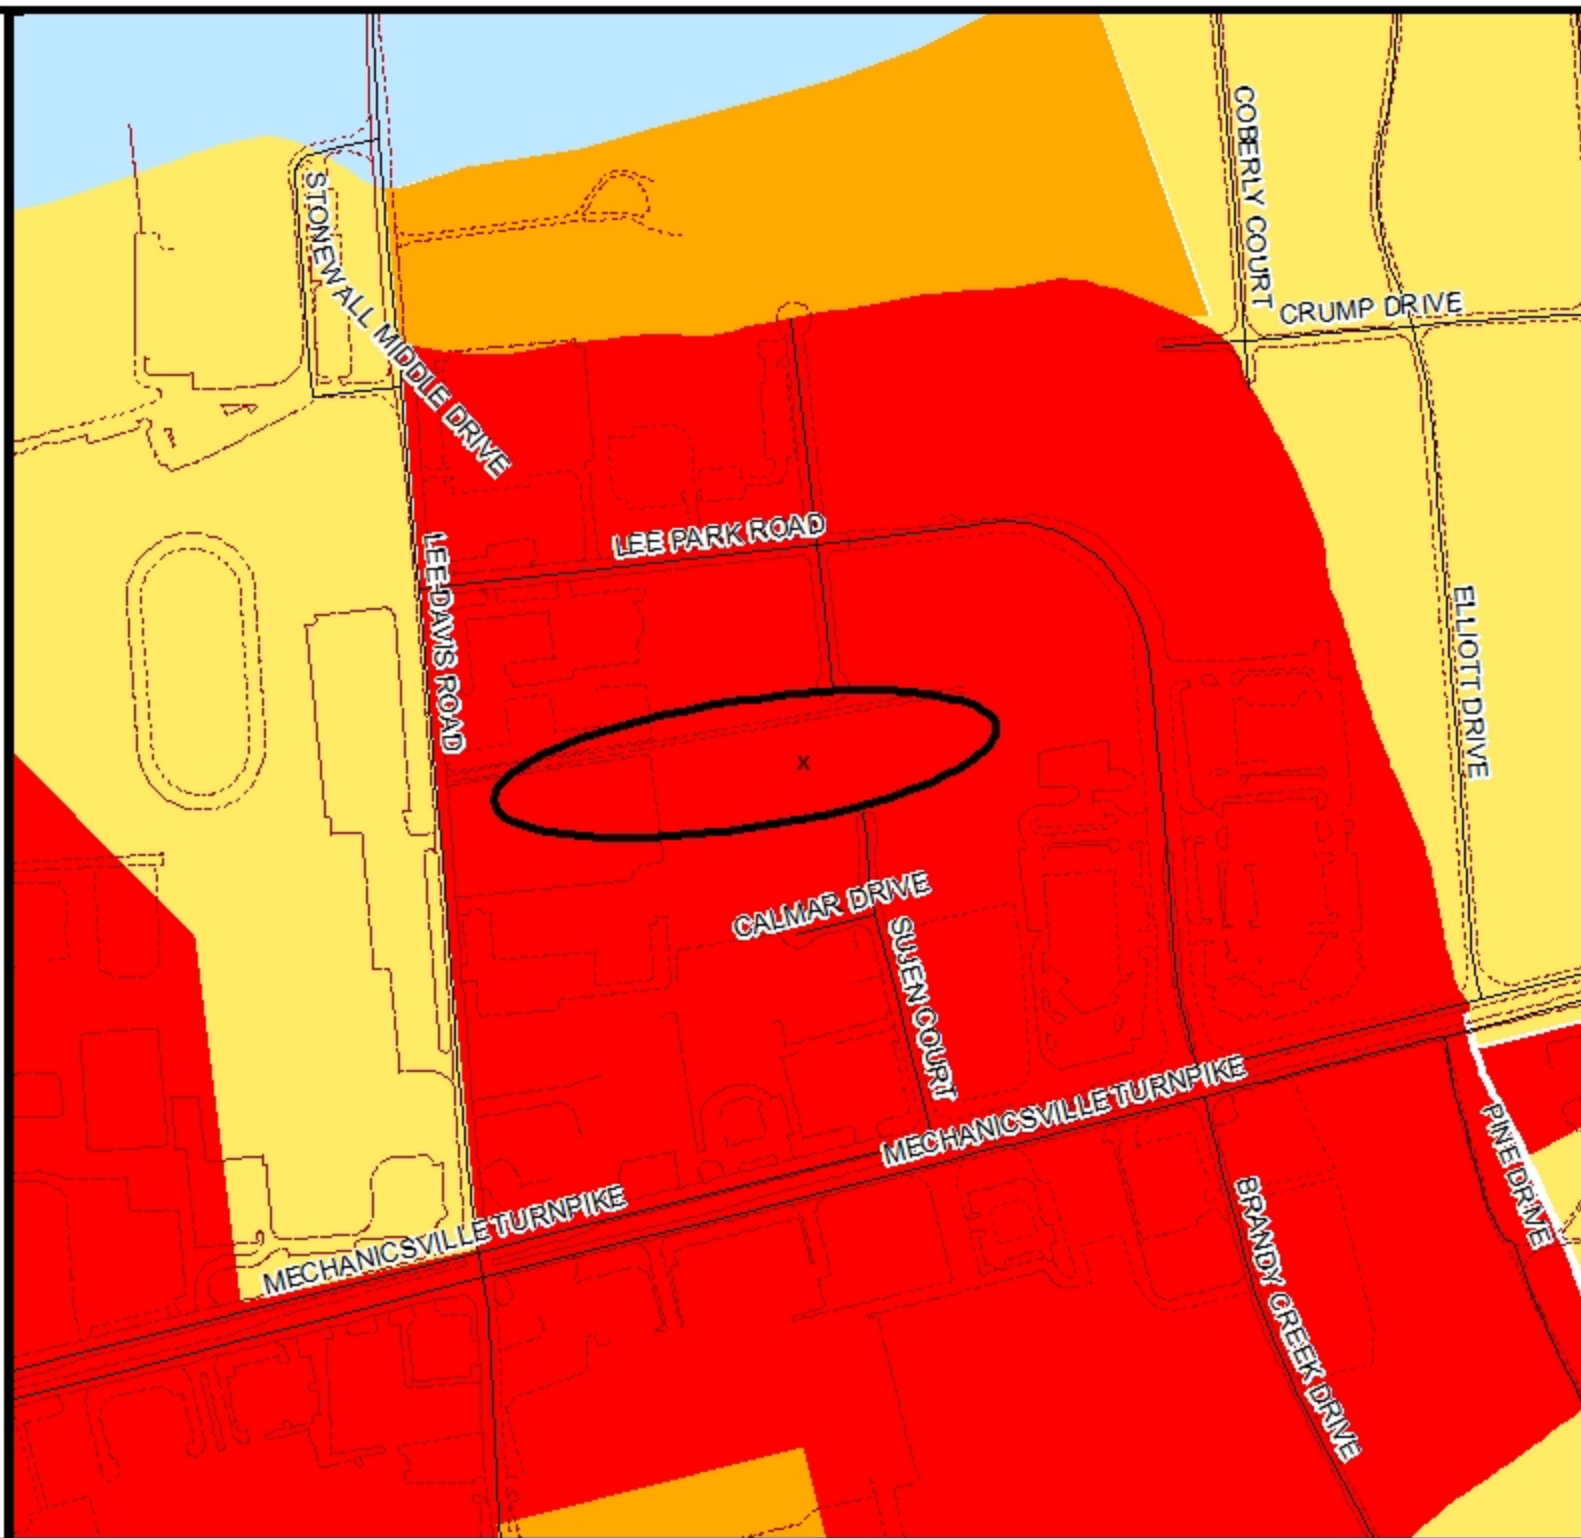 COBERLY COURT
STONEWALL MIDDLE DRIVE
CRUMP DRIVE
LEE PARK ROAD
LEE-DAVIS ROAD
ELLIOTT DRIVE
x
CALMAR DRIVE
SUJEN COURT
MECHANICSVILLE TURNPIKE
MECHANICSVILLE TURNPIKE
PINE DRIVE
BRANDY CREEK DRIVE